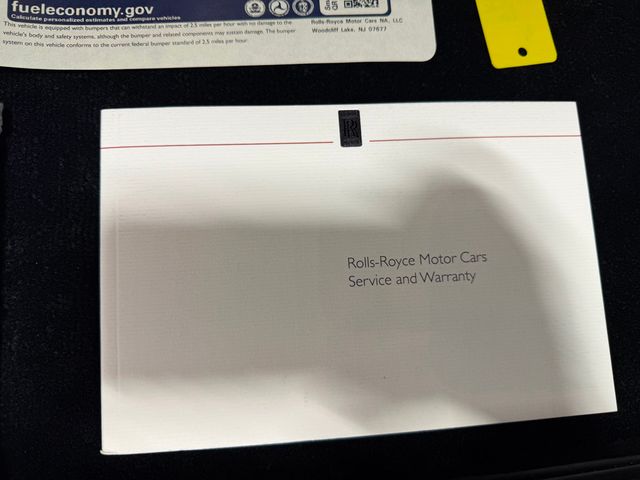 fueleconomy.gov
Calculate personalized estimates and compare vehicles
This vehicle is equipped with bumpers that can withstand an impact of 2.5 miles per hour with no damage to the
vehicle's body and safety systems, although the bumper and related components may sustain damage. The bumper
system on this vehicle conforms to the current federal bumper standard of 2.5 miles per hour.
Rolls-Royce Motor Cars NA, LLC
Woodcliff Lake, NJ 07677
RR
Rolls-Royce Motor Cars
Service and Warranty